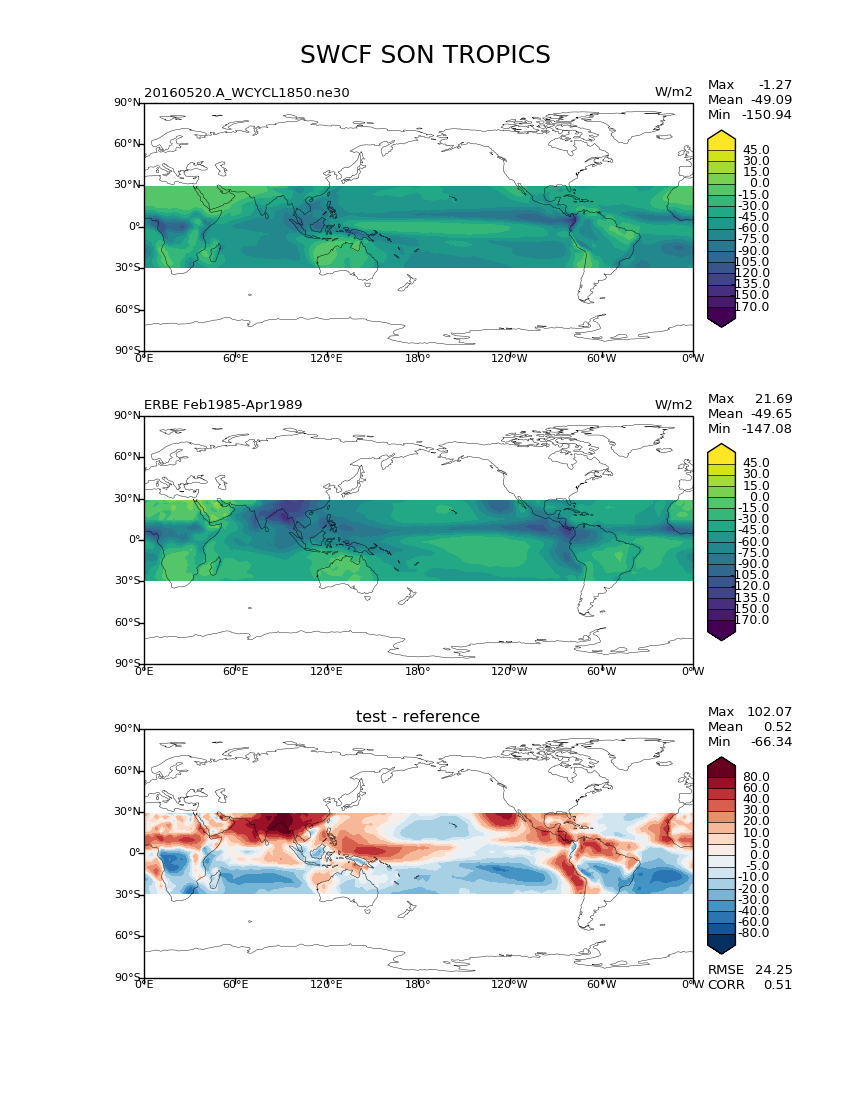 SWCF SON TROPICS
20160520.A_WCYCL1850.ne30 W/m2
Max -1.27
Mean -49.09
Min -150.94
90°N
60°N
30°N
0°
30°S
60°S
90°S
0°E 60°E 120°E 180° 120°W 60°W 0°W
45.0
30.0
15.0
0.0
-15.0
-30.0
-45.0
-60.0
-75.0
-90.0
-105.0
-120.0
-135.0
-150.0
-170.0
ERBE Feb1985-Apr1989 W/m2
Max 21.69
Mean -49.65
Min -147.08
90°N
60°N
30°N
0°
30°S
60°S
90°S
0°E 60°E 120°E 180° 120°W 60°W 0°W
45.0
30.0
15.0
0.0
-15.0
-30.0
-45.0
-60.0
-75.0
-90.0
-105.0
-120.0
-135.0
-150.0
-170.0
test - reference
Max 102.07
Mean 0.52
Min -66.34
90°N
60°N
30°N
0°
30°S
60°S
90°S
0°E 60°E 120°E 180° 120°W 60°W 0°W
80.0
60.0
40.0
30.0
20.0
10.0
5.0
0.0
-5.0
-10.0
-20.0
-30.0
-40.0
-60.0
-80.0
RMSE 24.25
CORR 0.51